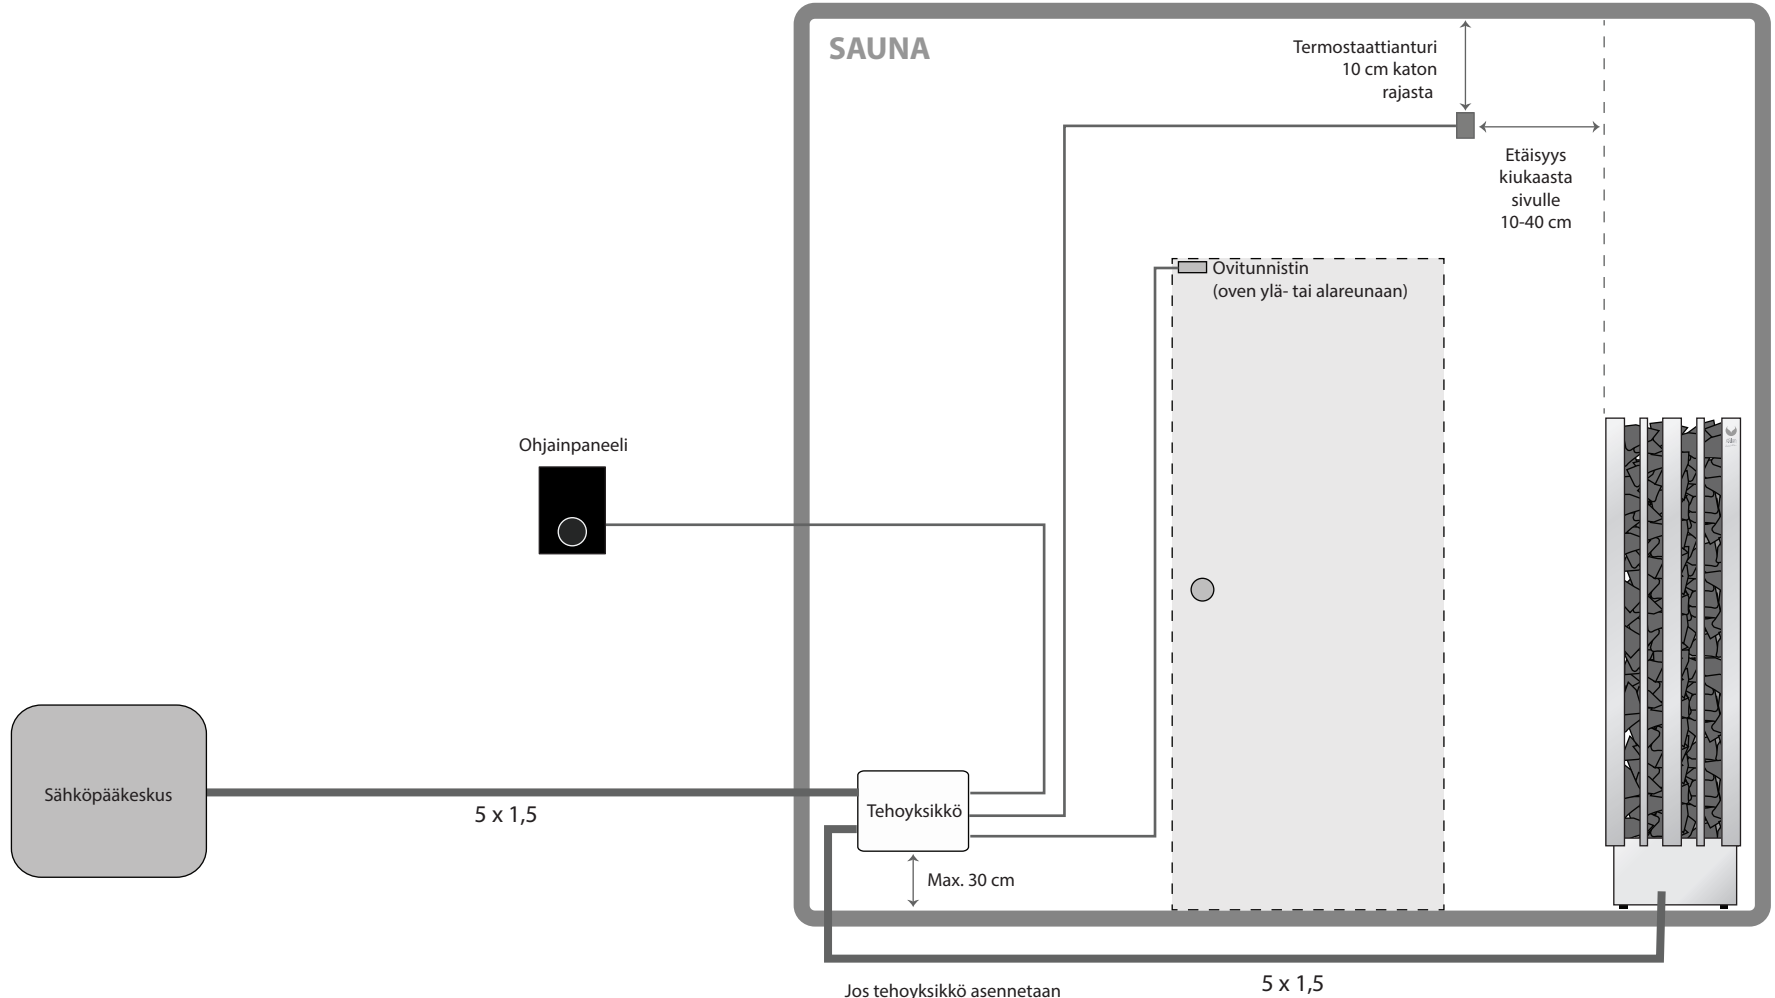 SAUNA
Termostaattianturi
10 cm katon
rajasta
Etäisyys
kiukaasta
sivulle
10-40 cm
Ovitunnistin
(oven ylä- tai alareunaan)
Ohjainpaneeli
Sähköpääkeskus
5 x 1,5
Tehoyksikkö
Max. 30 cm
5 x 1,5
Jos tehoyksikkö asennetaan